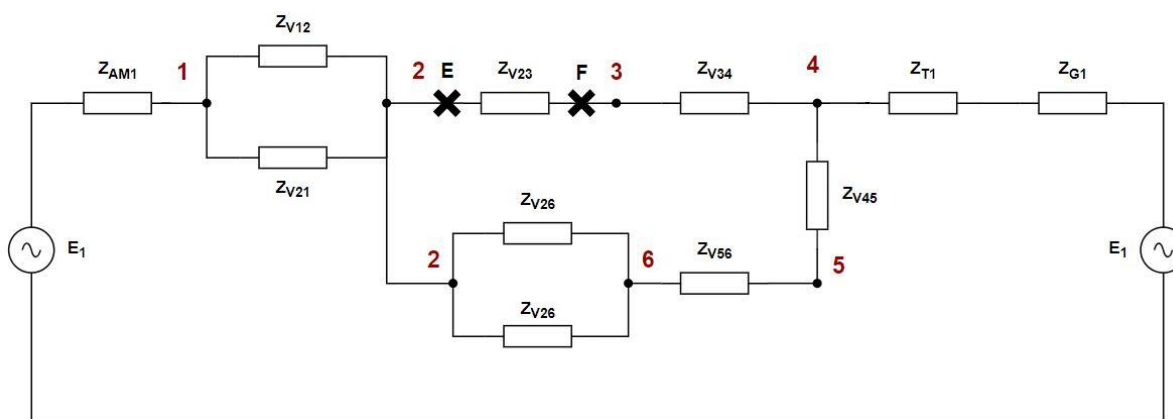 Z_V12
Z_AM1
1
2
E
Z_V23
F
3
Z_V34
4
Z_T1
Z_G1
Z_V21
Z_V45
E_1
Z_V26
2
6
Z_V56
5
E_1
Z_V26